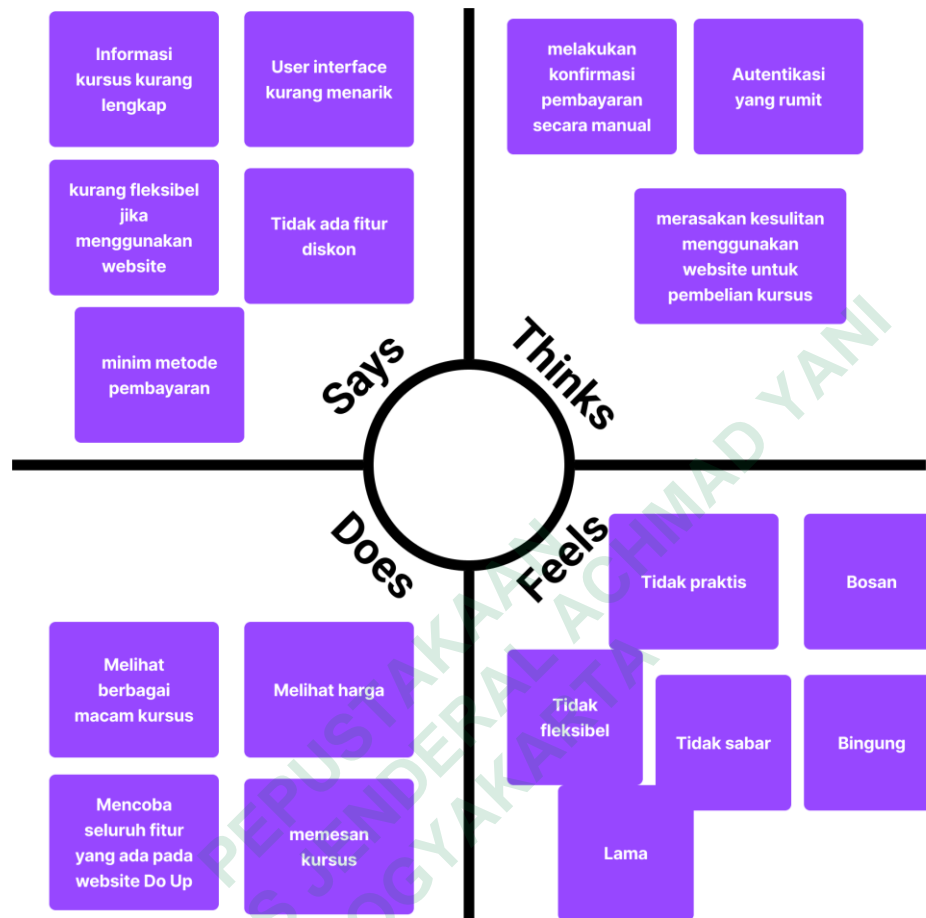 Informasi
kursus kurang
lengkap
User interface
kurang menarik
kurang fleksibel
jika
menggunakan
website
Tidak ada fitur
diskon
minim metode
pembayaran
Says
melakukan
konfirmasi
pembayaran
secara manual
Autentikasi
yang rumit
merasakan kesulitan
menggunakan
website untuk
pembelian kursus
Thinks
Does
Melihat
berbagai
macam kursus
Melihat harga
Mencoba
seluruh fitur
yang ada pada
website Do Up
memesan
kursus
Feels
Tidak praktis
Bosan
Tidak
fleksibel
Tidak sabar
Bingung
Lama
PEPUSTAKAAN
JENDERAL ACHMAD YANI